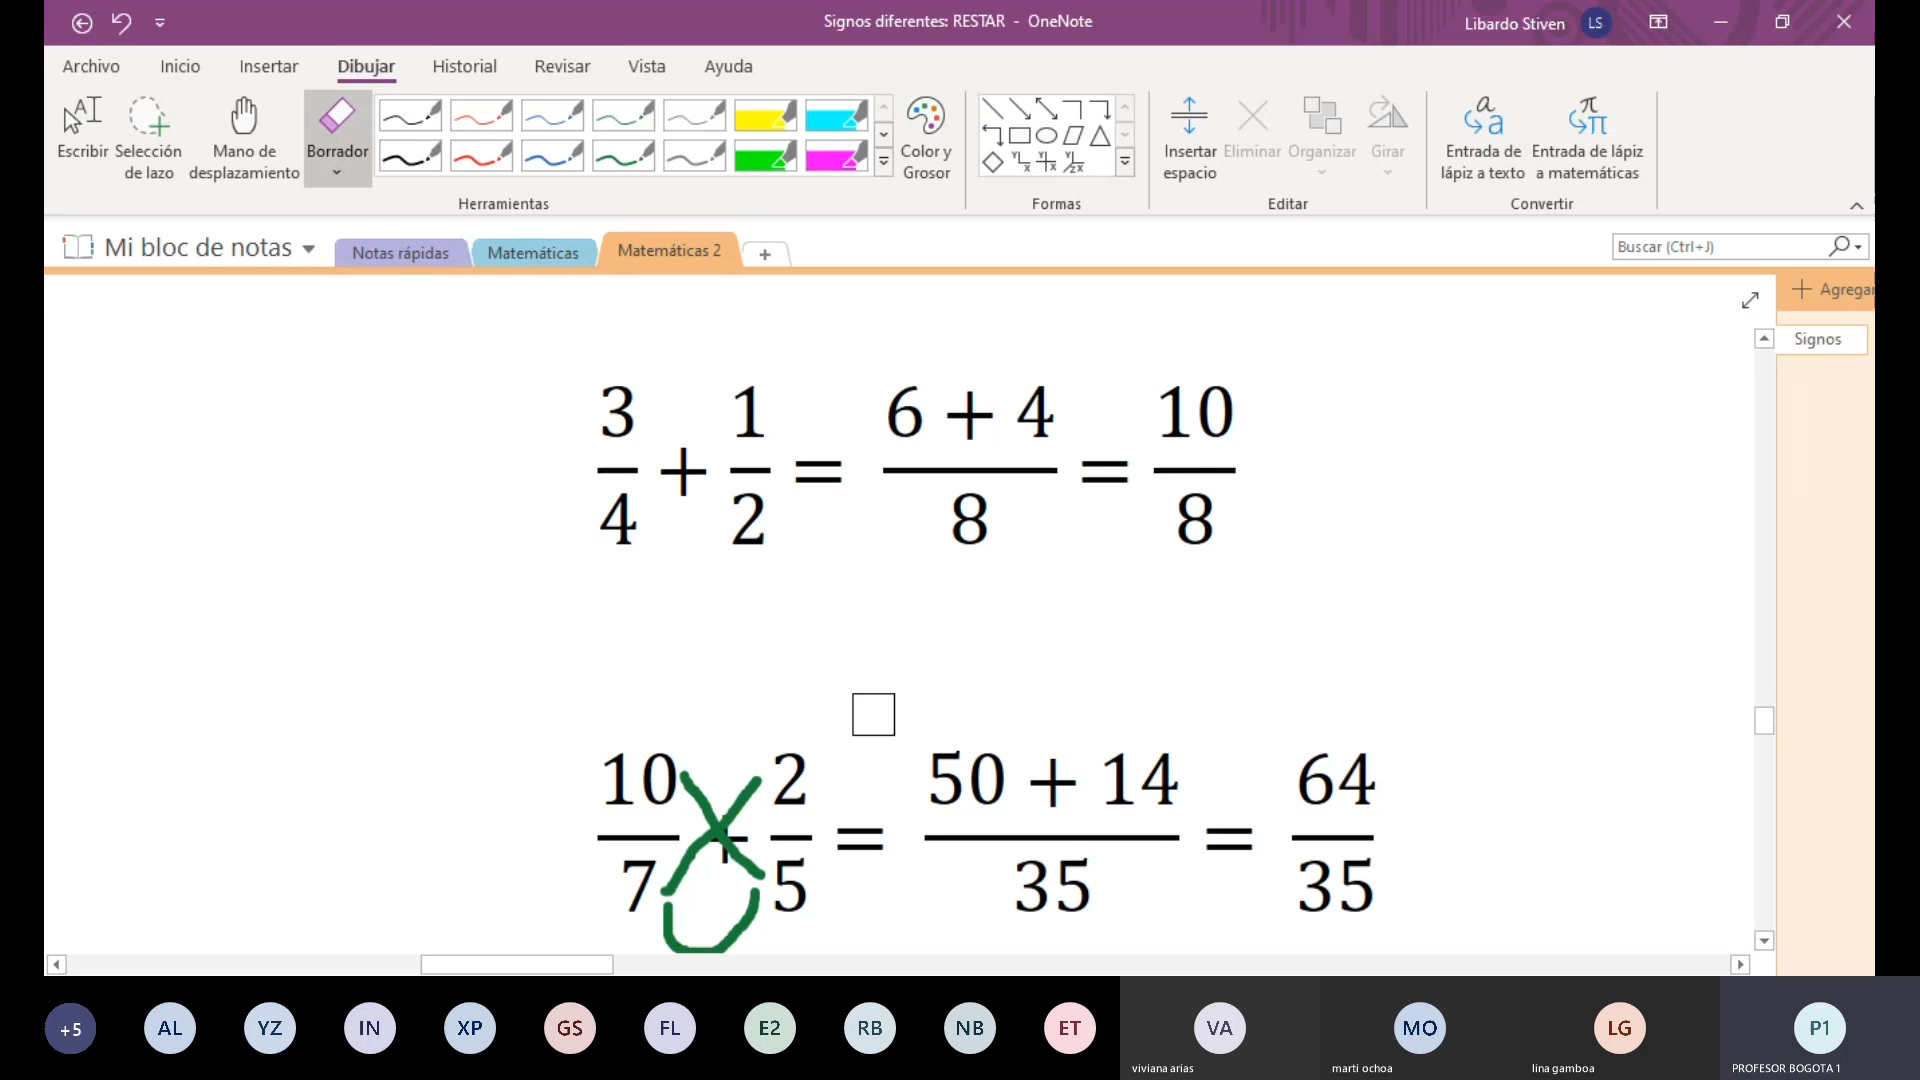 Signos diferentes: RESTAR - OneNote
Libardo Stiven LS
Archivo Inicio Insertar Dibujar Historial Revisar Vista Ayuda
Escribir Selección de lazo Mano de desplazamiento Borrador Color y Grosor Insertar espacio Eliminar Organizar Girar Entrada de lápiz a texto Entrada de lápiz a matemáticas
Herramientas Formas Editar Convertir
Mi bloc de notas Notas rápidas Matemáticas Matemáticas 2 Buscar (Ctrl+J)
Agregar
Signos
3/4 + 1/2 = (6 + 4)/8 = 10/8
10/7 + 2/5 = (50 + 14)/35 = 64/35
+5 AL YZ IN XP GS FL E2 RB NB ET VA MO LG P1
viviana arias marti ochoa lina gamboa PROFESOR BOGOTA 1